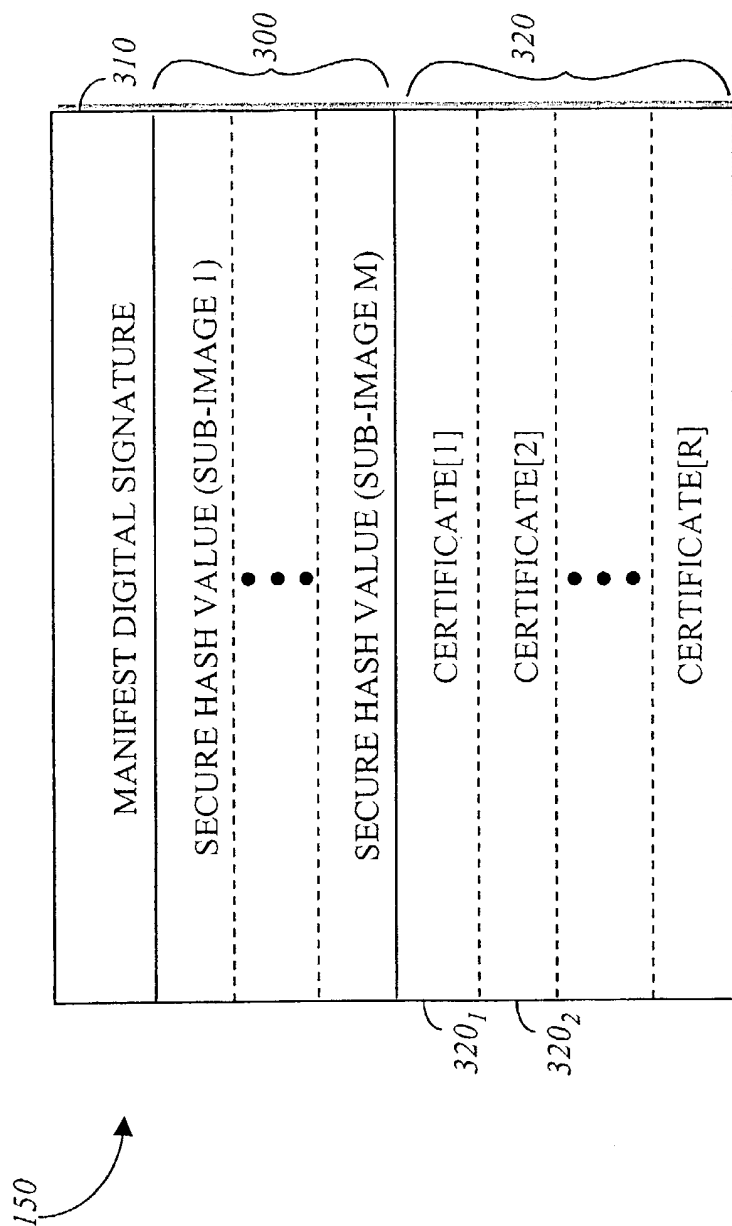 150
310
MANIFEST DIGITAL SIGNATURE
300
SECURE HASH VALUE (SUB-IMAGE 1)
SECURE HASH VALUE (SUB-IMAGE M)
320
320₁
CERTIFICATE[1]
320₂
CERTIFICATE[2]
CERTIFICATE[R]